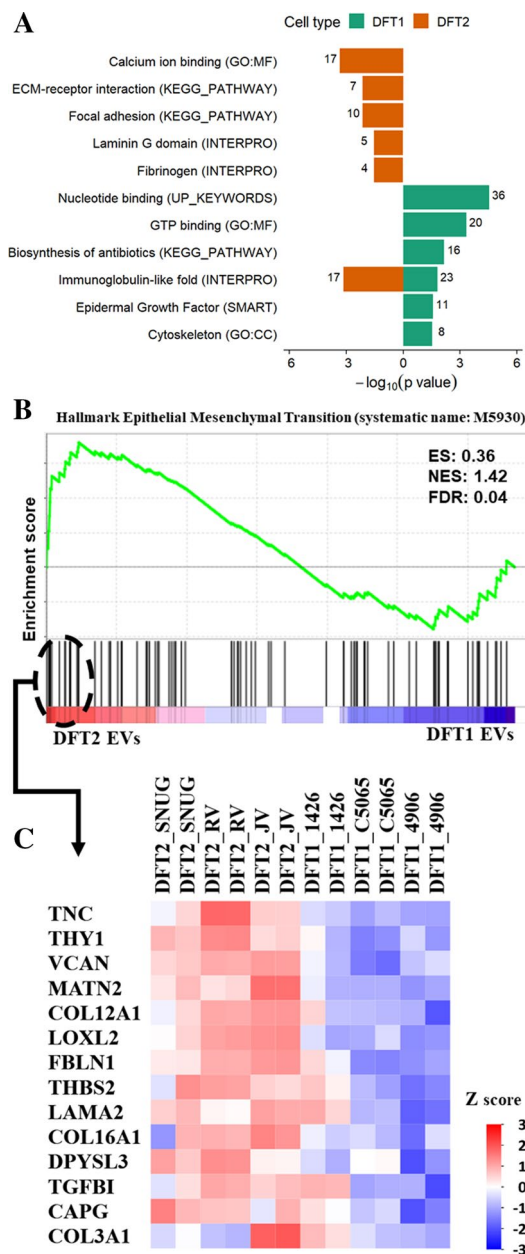 A
Cell type DFT1 DFT2
Calcium ion binding (GO:MF) 17
ECM-receptor interaction (KEGG_PATHWAY) 7
Focal adhesion (KEGG_PATHWAY) 10
Laminin G domain (INTERPRO) 5
Fibrinogen (INTERPRO) 4
Nucleotide binding (UP_KEYWORDS) 36
GTP binding (GO:MF) 20
Biosynthesis of antibiotics (KEGG_PATHWAY) 16
Immunoglobulin-like fold (INTERPRO) 17 23
Epidermal Growth Factor (SMART) 11
Cytoskeleton (GO:CC) 8
6 3 0 3 6
−log10(p value)
B
Hallmark Epithelial Mesenchymal Transition (systematic name: M5930)
ES: 0.36
NES: 1.42
FDR: 0.04
Enrichment score
DFT2 EVs DFT1 EVs
C
DFT2_SNUG
DFT2_SNUG
DFT2_RV
DFT2_RV
DFT2_JV
DFT2_JV
DFT1_1426
DFT1_1426
DFT1_C5065
DFT1_C5065
DFT1_4906
DFT1_4906
TNC
THY1
VCAN
MATN2
COL12A1
LOXL2
FBLN1
THBS2
LAMA2
COL16A1
DPYSL3
TGFBI
CAPG
COL3A1
Z score
3
2
1
0
-1
-2
-3